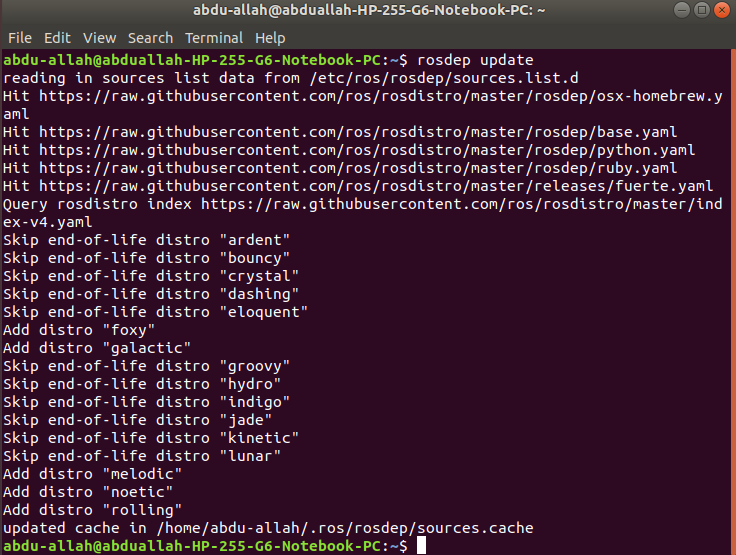 abdu-allah@abduallah-HP-255-G6-Notebook-PC: ~
File Edit View Search Terminal Help
abdu-allah@abduallah-HP-255-G6-Notebook-PC:~$ rosdep update
reading in sources list data from /etc/ros/rosdep/sources.list.d
Hit https://raw.githubusercontent.com/ros/rosdistro/master/rosdep/osx-homebrew.y
aml
Hit https://raw.githubusercontent.com/ros/rosdistro/master/rosdep/base.yaml
Hit https://raw.githubusercontent.com/ros/rosdistro/master/rosdep/python.yaml
Hit https://raw.githubusercontent.com/ros/rosdistro/master/rosdep/ruby.yaml
Hit https://raw.githubusercontent.com/ros/rosdistro/master/releases/fuerte.yaml
Query rosdistro index https://raw.githubusercontent.com/ros/rosdistro/master/ind
ex-v4.yaml
Skip end-of-life distro "ardent"
Skip end-of-life distro "bouncy"
Skip end-of-life distro "crystal"
Skip end-of-life distro "dashing"
Skip end-of-life distro "eloquent"
Add distro "foxy"
Add distro "galactic"
Skip end-of-life distro "groovy"
Skip end-of-life distro "hydro"
Skip end-of-life distro "indigo"
Skip end-of-life distro "jade"
Skip end-of-life distro "kinetic"
Skip end-of-life distro "lunar"
Add distro "melodic"
Add distro "noetic"
Add distro "rolling"
updated cache in /home/abdu-allah/.ros/rosdep/sources.cache
abdu-allah@abduallah-HP-255-G6-Notebook-PC:~$